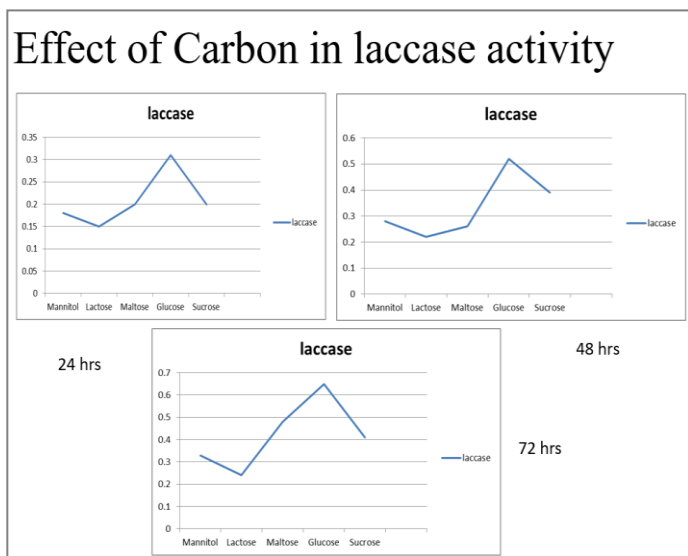 Effect of Carbon in laccase activity
laccase
0.35
0.3
0.25
0.2
0.15
0.1
0.05
0
Mannitol Lactose Maltose Glucose Sucrose
laccase
laccase
0.6
0.5
0.4
0.3
0.2
0.1
0
Mannitol Lactose Maltose Glucose Sucrose
laccase
24 hrs
48 hrs
laccase
0.7
0.6
0.5
0.4
0.3
0.2
0.1
0
Mannitol Lactose Maltose Glucose Sucrose
laccase
72 hrs